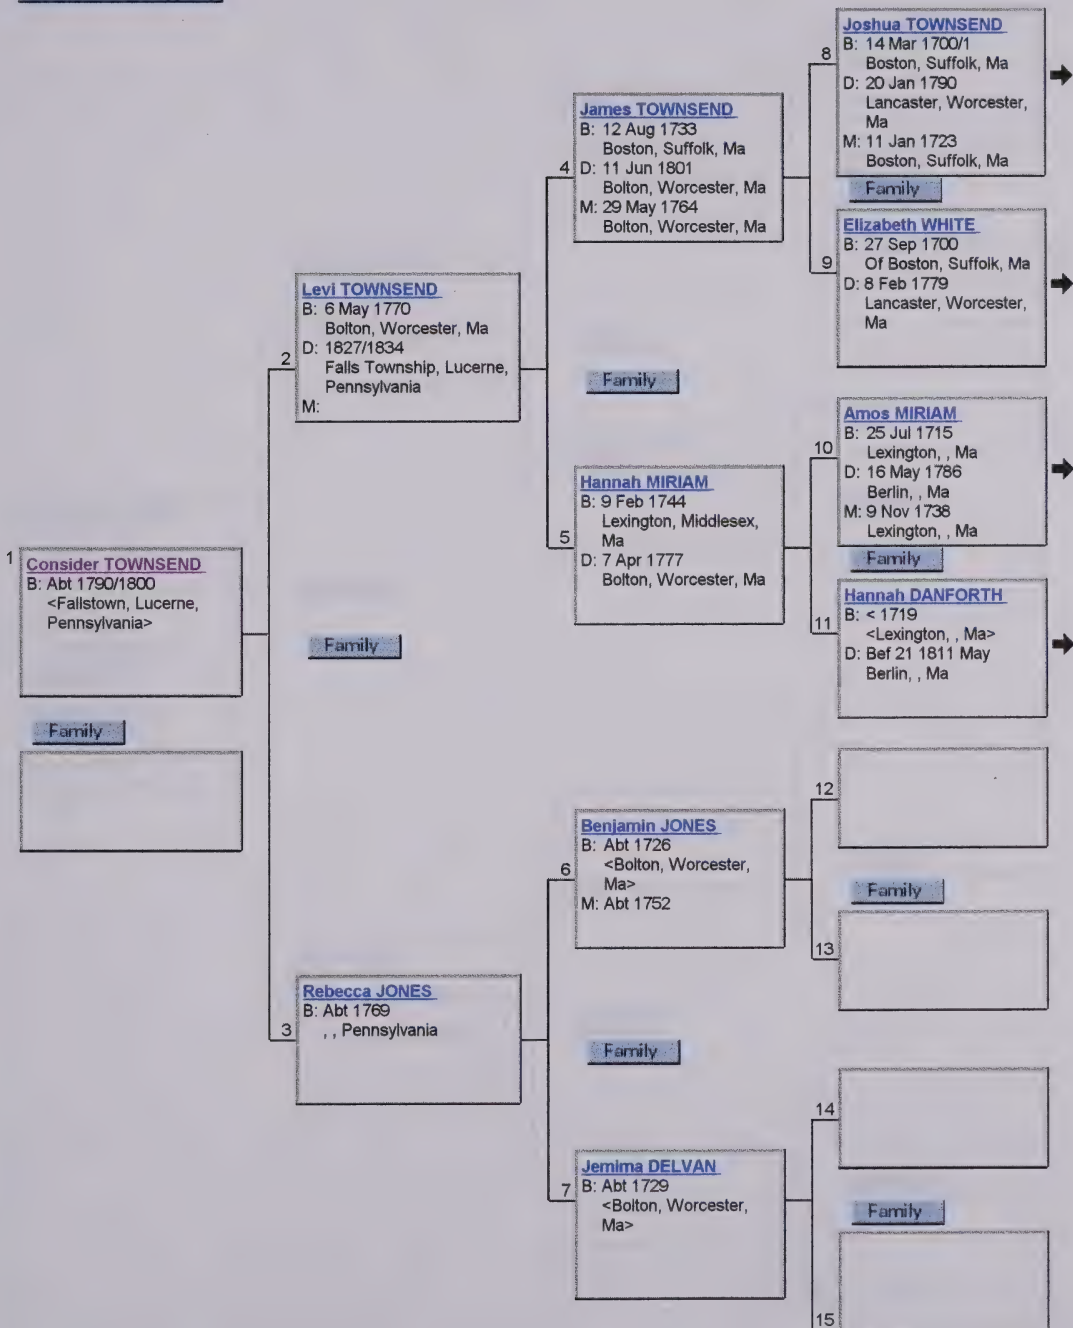 8
Joshua TOWNSEND
B: 14 Mar 1700/1
Boston, Suffolk, Ma
D: 20 Jan 1790
Lancaster, Worcester,
Ma
M: 11 Jan 1723
Boston, Suffolk, Ma
Family
4
James TOWNSEND
B: 12 Aug 1733
Boston, Suffolk, Ma
D: 11 Jun 1801
Bolton, Worcester, Ma
M: 29 May 1764
Bolton, Worcester, Ma
9
Elizabeth WHITE
B: 27 Sep 1700
Of Boston, Suffolk, Ma
D: 8 Feb 1779
Lancaster, Worcester,
Ma
2
Levi TOWNSEND
B: 6 May 1770
Bolton, Worcester, Ma
D: 1827/1834
Falls Township, Lucerne,
Pennsylvania
M:
Family
10
Amos MIRIAM
B: 25 Jul 1715
Lexington, , Ma
D: 16 May 1786
Berlin, , Ma
M: 9 Nov 1738
Lexington, , Ma
Family
5
Hannah MIRIAM
B: 9 Feb 1744
Lexington, Middlesex,
Ma
D: 7 Apr 1777
Bolton, Worcester, Ma
11
Hannah DANFORTH
B: < 1719
<Lexington, , Ma>
D: Bef 21 1811 May
Berlin, , Ma
1
Consider TOWNSEND
B: Abt 1790/1800
<Fallstown, Lucerne,
Pennsylvania>
Family
Family
12
6
Benjamin JONES
B: Abt 1726
<Bolton, Worcester,
Ma>
M: Abt 1752
Family
13
3
Rebecca JONES
B: Abt 1769
, , Pennsylvania
Family
14
7
Jemima DELVAN
B: Abt 1729
<Bolton, Worcester,
Ma>
Family
15